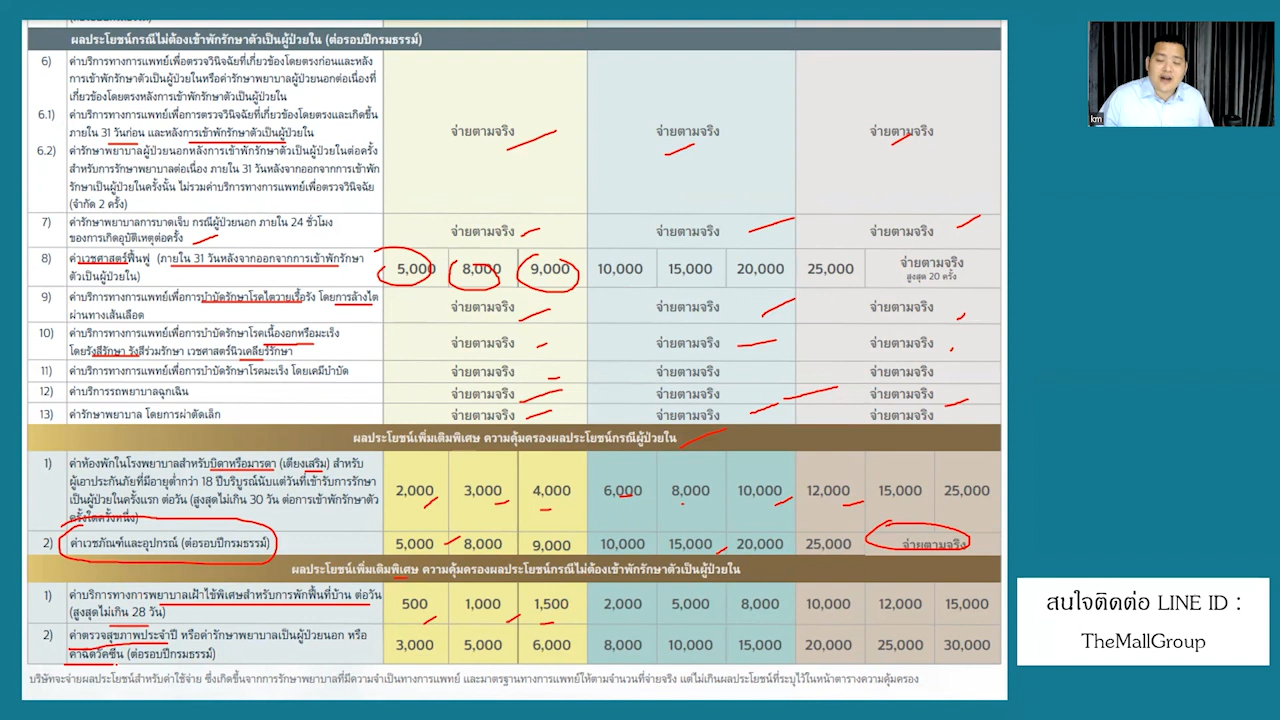 ผลประโยชน์กรณีไม่ต้องเข้าพักรักษาตัวเป็นผู้ป่วยใน (ต่อรอบปีกรมธรรม์)
6) ค่าบริการทางการแพทย์เพื่อตรวจวินิจฉัยที่เกี่ยวข้องโดยตรงก่อนและหลัง
การเข้าพักรักษาตัวเป็นผู้ป่วยในหรือค่ารักษาพยาบาลผู้ป่วยนอกต่อเนื่องที่
เกี่ยวข้องโดยตรงหลังการเข้าพักรักษาตัวเป็นผู้ป่วยใน
6.1) ค่าบริการทางการแพทย์เพื่อการตรวจวินิจฉัยที่เกี่ยวข้องโดยตรงและเกิดขึ้น
ภายใน 31 วันก่อน และหลังการเข้าพักรักษาตัวเป็นผู้ป่วยใน
จ่ายตามจริง จ่ายตามจริง จ่ายตามจริง
6.2) ค่ารักษาพยาบาลผู้ป่วยนอกหลังการเข้าพักรักษาตัวเป็นผู้ป่วยในต่อครั้ง
สำหรับการรักษาพยาบาลต่อเนื่อง ภายใน 31 วันหลังจากออกจากการเข้าพัก
รักษาตัวเป็นผู้ป่วยในครั้งนั้น ไม่รวมค่าบริการทางการแพทย์เพื่อตรวจวินิจฉัย
(จำกัด 2 ครั้ง)
7) ค่ารักษาพยาบาลการบาดเจ็บ กรณีผู้ป่วยนอก ภายใน 24 ชั่วโมง
ของการเกิดอุบัติเหตุต่อครั้ง
จ่ายตามจริง จ่ายตามจริง จ่ายตามจริง
8) ค่าเวชศาสตร์ฟื้นฟู (ภายใน 31 วันหลังจากออกจากการเข้าพักรักษา
ตัวเป็นผู้ป่วยใน)
5,000 8,000 9,000 10,000 15,000 20,000 25,000 จ่ายตามจริง
สูงสุด 20 ครั้ง
9) ค่าบริการทางการแพทย์เพื่อการบำบัดรักษาโรคไตวายเรื้อรัง โดยการล้างไต
ผ่านทางเส้นเลือด
จ่ายตามจริง จ่ายตามจริง จ่ายตามจริง
10) ค่าบริการทางการแพทย์เพื่อการบำบัดรักษาโรคเนื้องอกหรือมะเร็ง
โดยรังสีรักษา รังสีร่วมรักษา เวชศาสตร์นิวเคลียร์รักษา
จ่ายตามจริง จ่ายตามจริง จ่ายตามจริง
11) ค่าบริการทางการแพทย์เพื่อการบำบัดรักษาโรคมะเร็ง โดยเคมีบำบัด จ่ายตามจริง จ่ายตามจริง จ่ายตามจริง
12) ค่าบริการรถพยาบาลฉุกเฉิน จ่ายตามจริง จ่ายตามจริง จ่ายตามจริง
13) ค่ารักษาพยาบาล โดยการผ่าตัดเล็ก จ่ายตามจริง จ่ายตามจริง จ่ายตามจริง
ผลประโยชน์เพิ่มเติมพิเศษ ความคุ้มครองผลประโยชน์กรณีผู้ป่วยใน
1) ค่าห้องพักในโรงพยาบาลสำหรับบิดาหรือมารดา (เตียงเสริม) สำหรับ
ผู้เอาประกันภัยที่มีอายุต่ำกว่า 18 ปีบริบูรณ์นับแต่วันที่เข้ารับการรักษา
เป็นผู้ป่วยในครั้งแรก ต่อวัน (สูงสุดไม่เกิน 30 วัน ต่อการเข้าพักรักษาตัว
ครั้งใดครั้งหนึ่ง)
2,000 3,000 4,000 6,000 8,000 10,000 12,000 15,000 25,000
2) ค่าเวชภัณฑ์และอุปกรณ์ (ต่อรอบปีกรมธรรม์) 5,000 8,000 9,000 10,000 15,000 20,000 25,000 จ่ายตามจริง
ผลประโยชน์เพิ่มเติมพิเศษ ความคุ้มครองผลประโยชน์กรณีไม่ต้องเข้าพักรักษาตัวเป็นผู้ป่วยใน
1) ค่าบริการทางการพยาบาลเฝ้าไข้พิเศษสำหรับการพักฟื้นที่บ้าน ต่อวัน
(สูงสุดไม่เกิน 28 วัน)
500 1,000 1,500 2,000 5,000 8,000 10,000 12,000 15,000
2) ค่าตรวจสุขภาพประจำปี หรือค่ารักษาพยาบาลเป็นผู้ป่วยนอก หรือ
ค่าฉีดวัคซีน (ต่อรอบปีกรมธรรม์)
3,000 5,000 6,000 8,000 10,000 15,000 20,000 25,000 30,000
บริษัทจะจ่ายผลประโยชน์สำหรับค่าใช้จ่าย ซึ่งเกิดขึ้นจากการรักษาพยาบาลที่มีความจำเป็นทางการแพทย์ และมาตรฐานทางการแพทย์ให้ตามจำนวนที่จ่ายจริง แต่ไม่เกินผลประโยชน์ที่ระบุไว้ในหน้าตารางความคุ้มครอง
km
สนใจติดต่อ LINE ID :
TheMallGroup